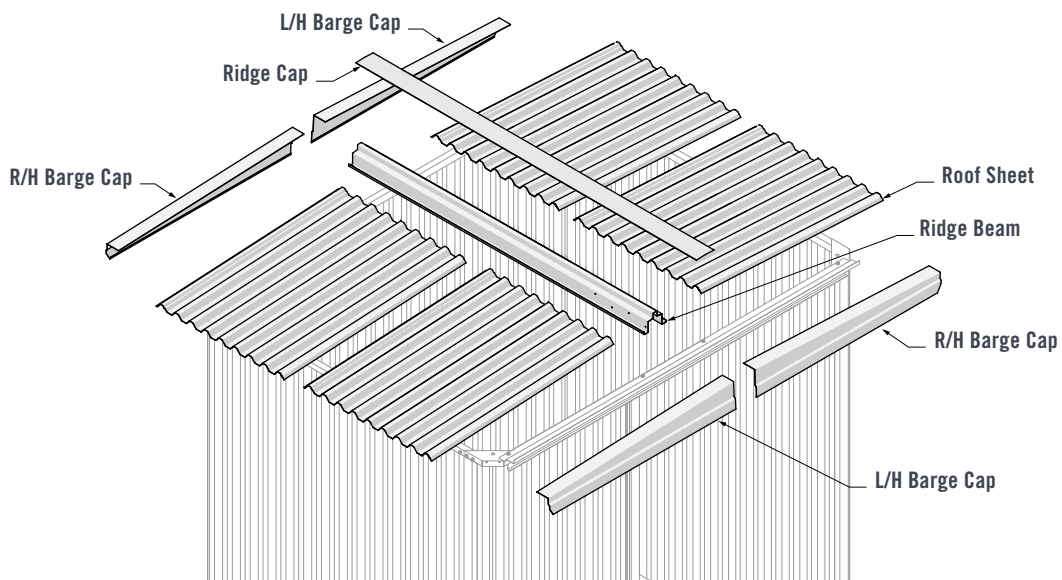 L/H Barge Cap
Ridge Cap
R/H Barge Cap
Roof Sheet
Ridge Beam
R/H Barge Cap
L/H Barge Cap